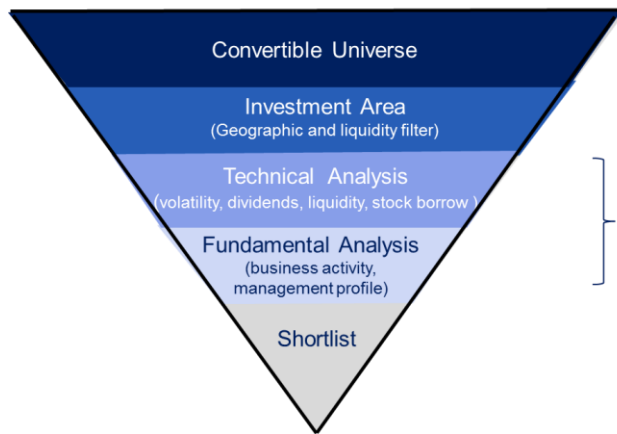 Convertible Universe
Investment Area
(Geographic and liquidity filter)
Technical Analysis
(volatility, dividends, liquidity, stock borrow )
Fundamental Analysis
(business activity,
management profile)
Shortlist